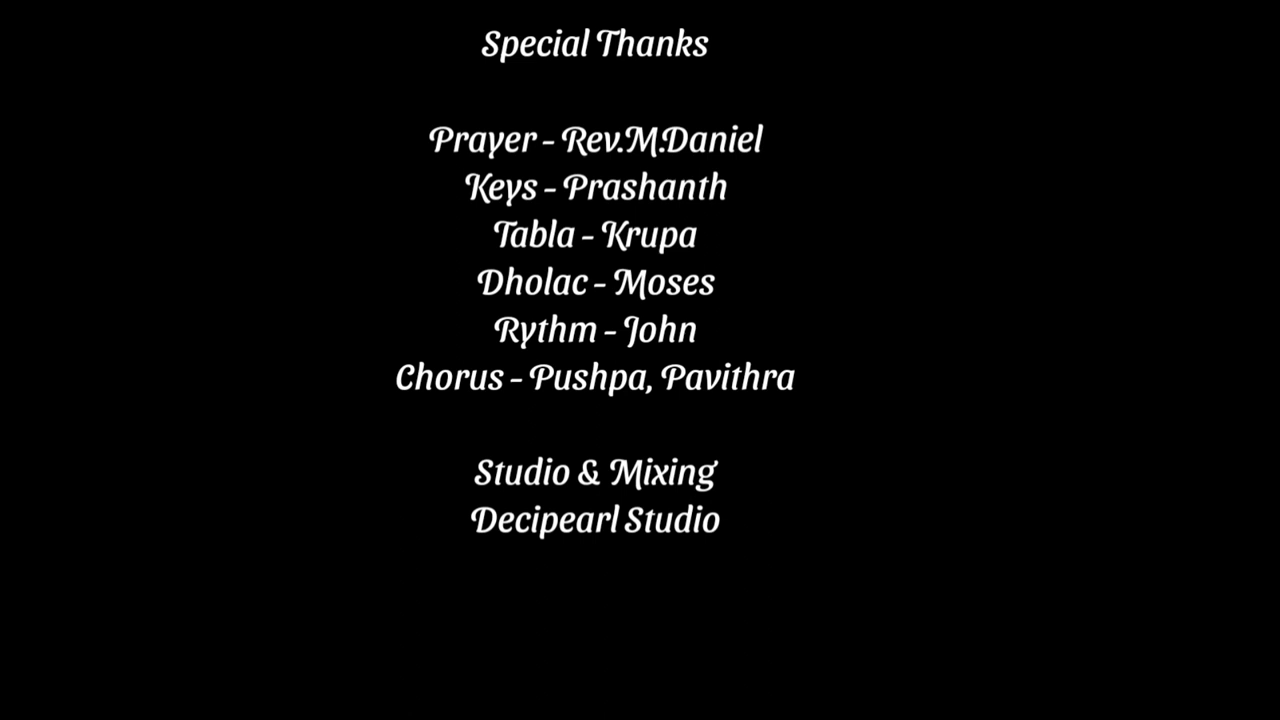 Special Thanks
Prayer - Rev.M.Daniel
Keys - Prashanth
Tabla - Krupa
Dholac - Moses
Rythm - John
Chorus - Pushpa, Pavithra
Studio & Mixing
Decipearl Studio